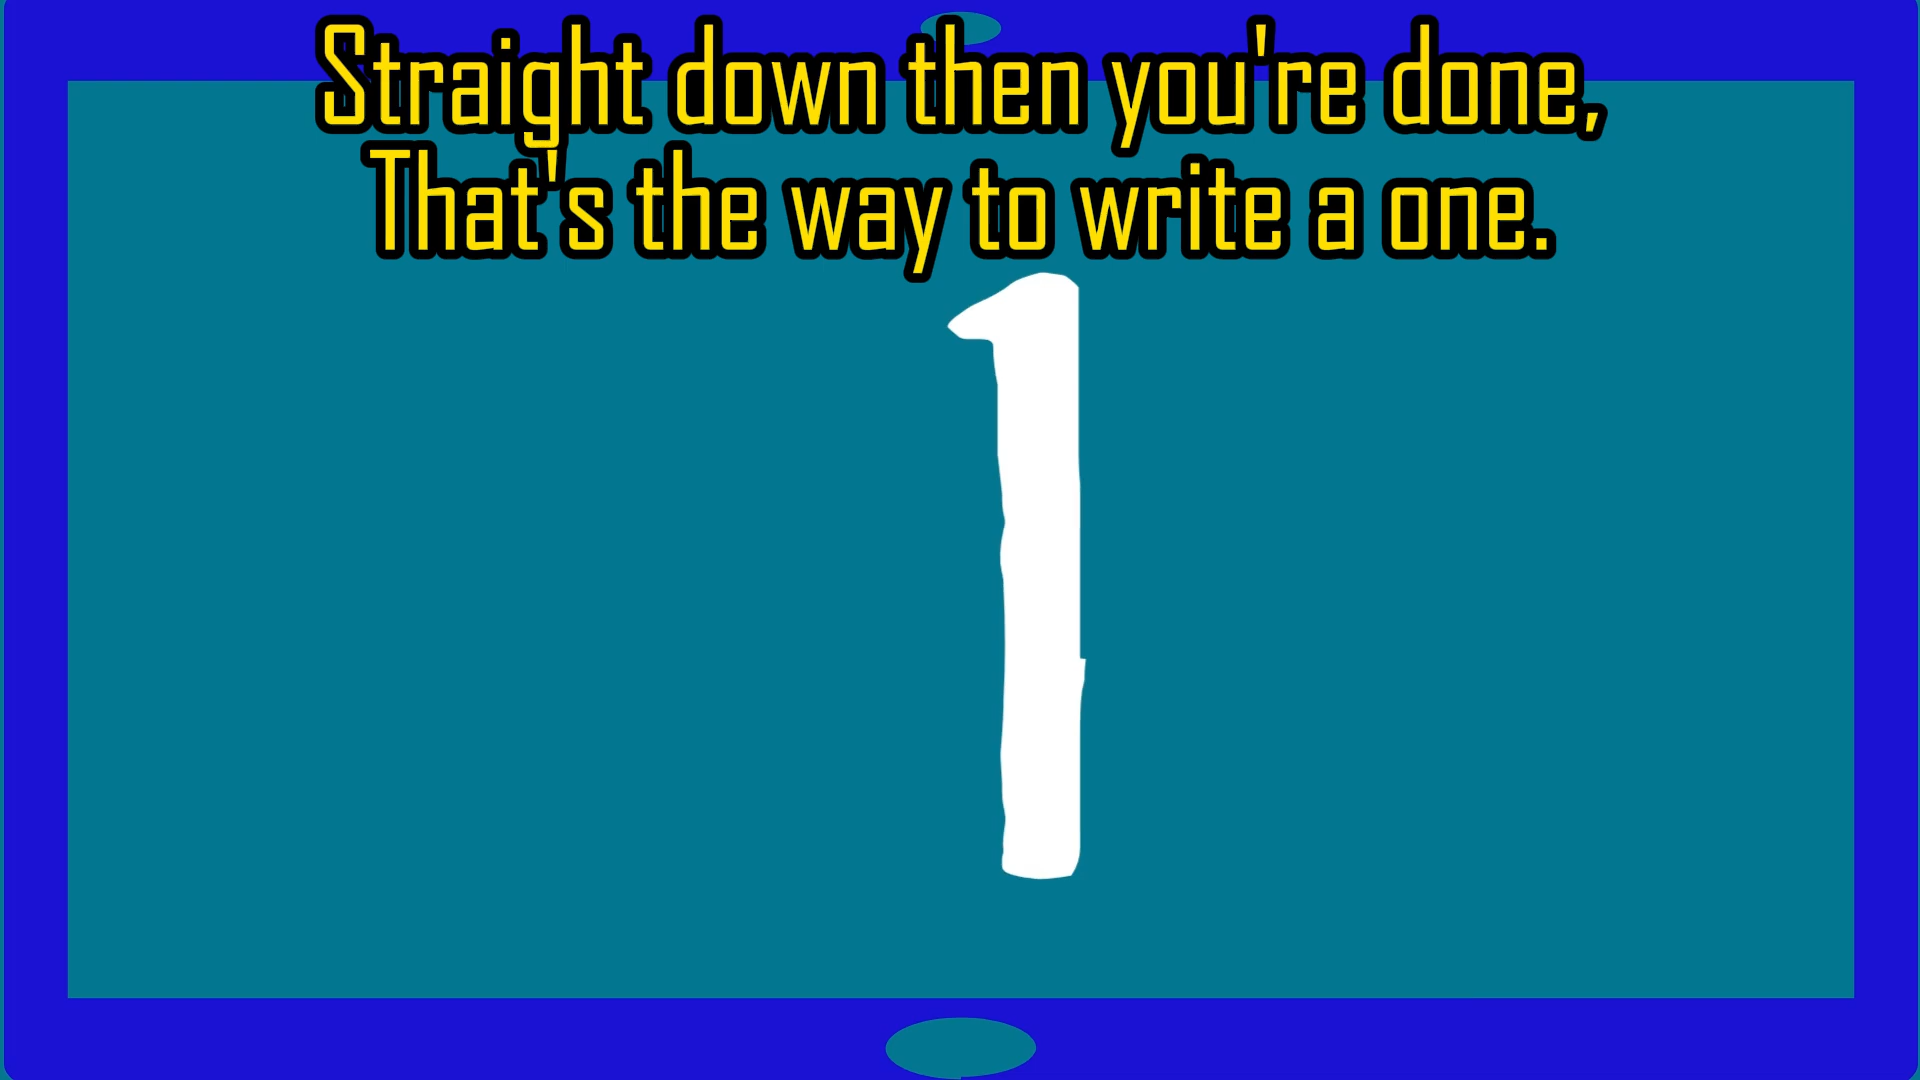 Straight down then you're done,
That's the way to write a one.
1